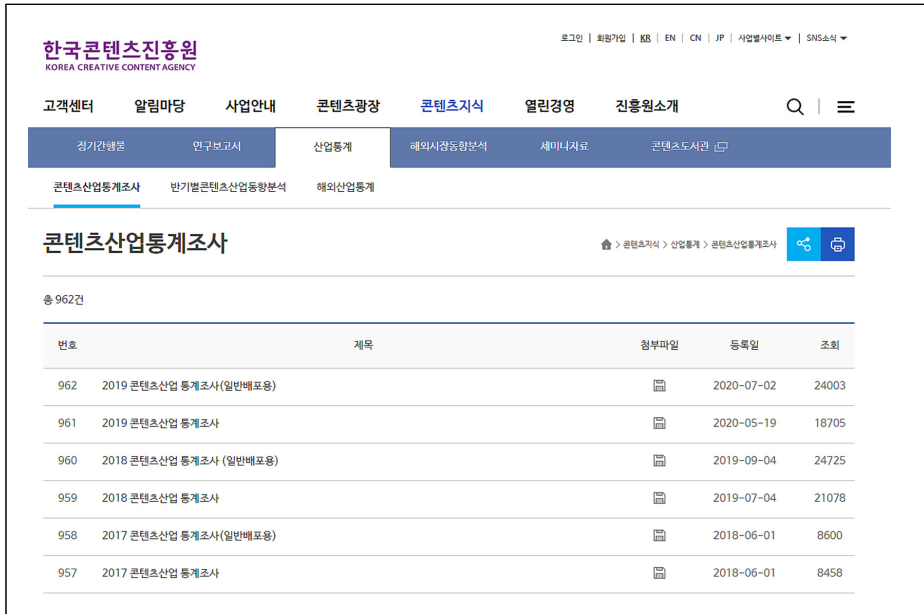 로그인 | 회원가입 | KR | EN | CN | JP | 사업별사이트 | SNS소식
한국콘텐츠진흥원
KOREA CREATIVE CONTENT AGENCY
고객센터 알림마당 사업안내 콘텐츠광장 콘텐츠지식 열린경영 진흥원소개
정기간행물 연구보고서 산업통계 해외시장동향분석 세미나자료 콘텐츠도서관
콘텐츠산업통계조사 반기별콘텐츠산업동향분석 해외산업통계
콘텐츠산업통계조사
> 콘텐츠지식 > 산업통계 > 콘텐츠산업통계조사
총 962건
번호 제목 첨부파일 등록일 조회
962 2019 콘텐츠산업 통계조사(일반배포용) 2020-07-02 24003
961 2019 콘텐츠산업 통계조사 2020-05-19 18705
960 2018 콘텐츠산업 통계조사 (일반배포용) 2019-09-04 24725
959 2018 콘텐츠산업 통계조사 2019-07-04 21078
958 2017 콘텐츠산업 통계조사(일반배포용) 2018-06-01 8600
957 2017 콘텐츠산업 통계조사 2018-06-01 8458